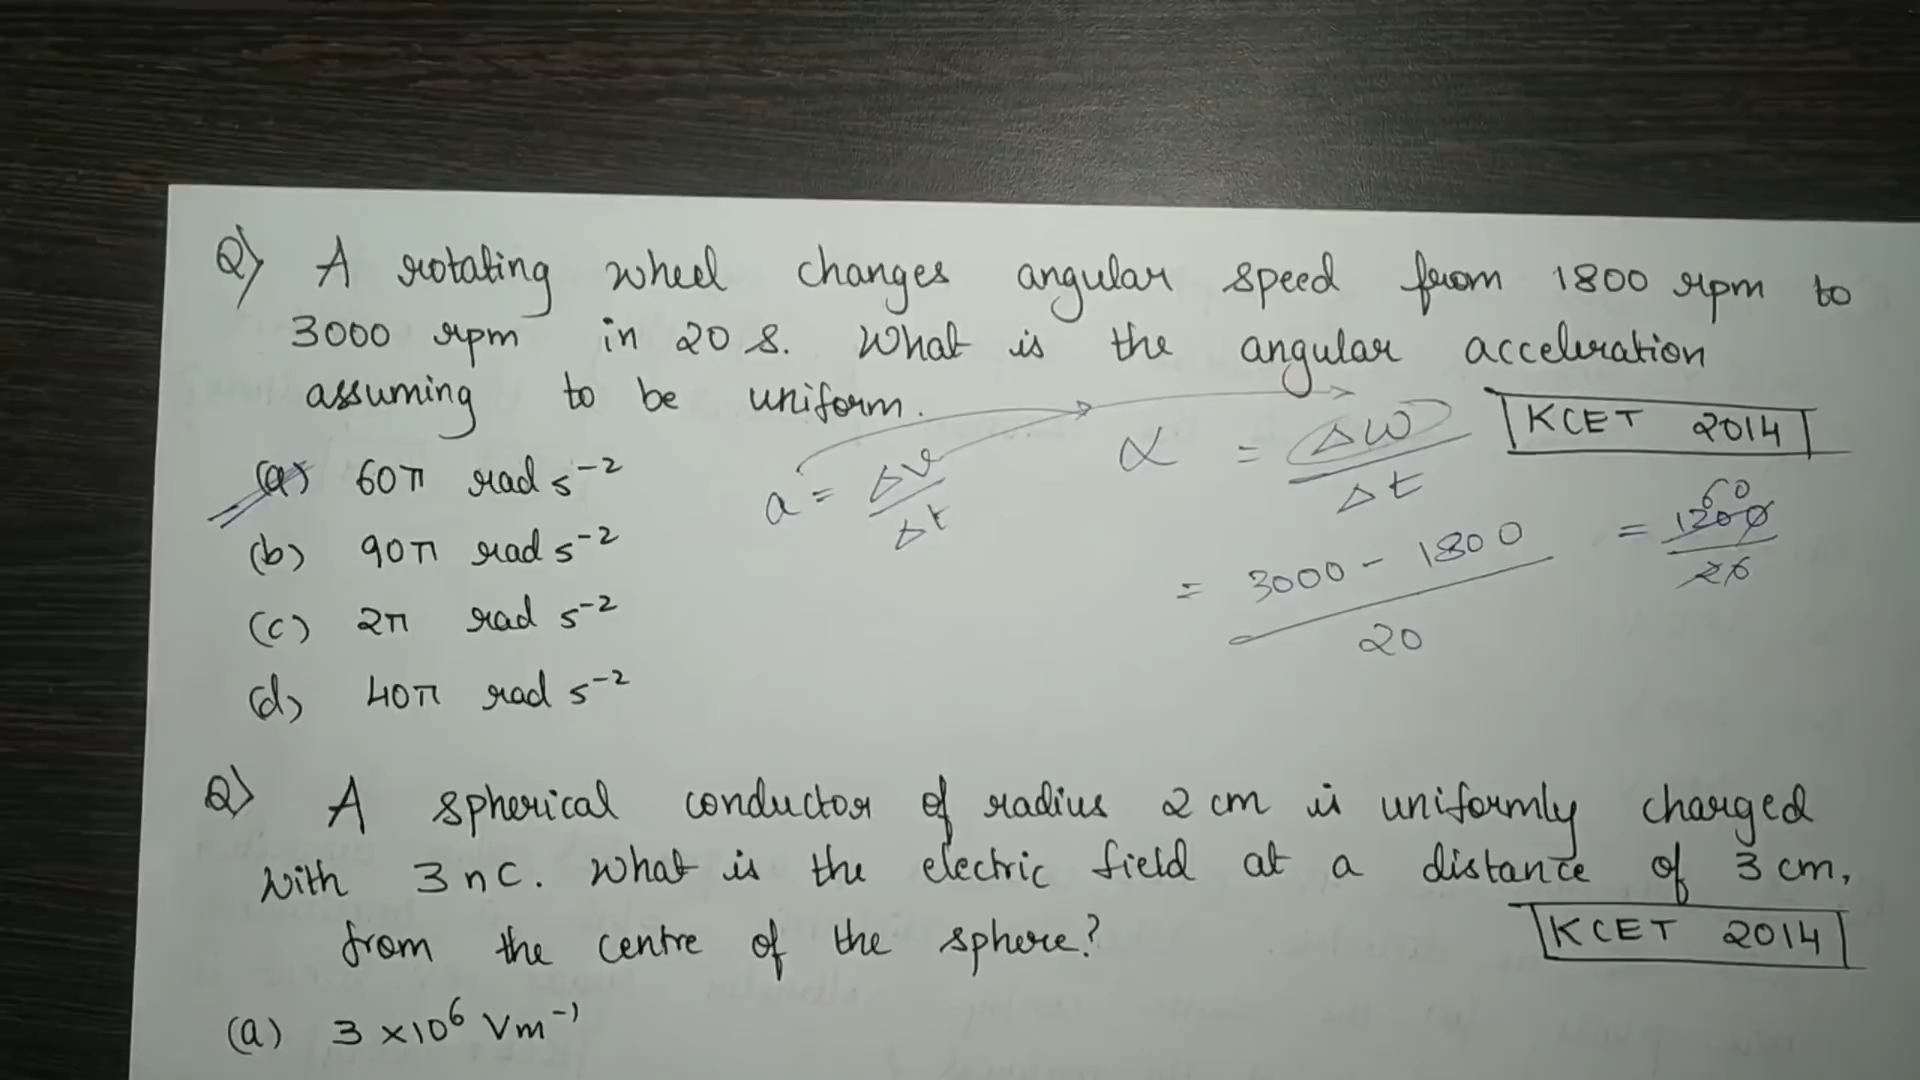 Q) A rotating wheel changes angular speed from 1800 rpm to
3000 rpm in 20 s. What is the angular acceleration
assuming to be uniform.
KCET 2014
(a) 60π rad s⁻²
(b) 90π rad s⁻²
(c) 2π rad s⁻²
(d) 40π rad s⁻²
a = Δv/Δt
α = Δω/Δt
= 3000 - 1800 / 20
= 1200 / 20
60
Q) A spherical conductor of radius 2 cm is uniformly charged
with 3 nC. What is the electric field at a distance of 3 cm,
from the centre of the sphere?
KCET 2014
(a) 3 ×10⁶ Vm⁻¹